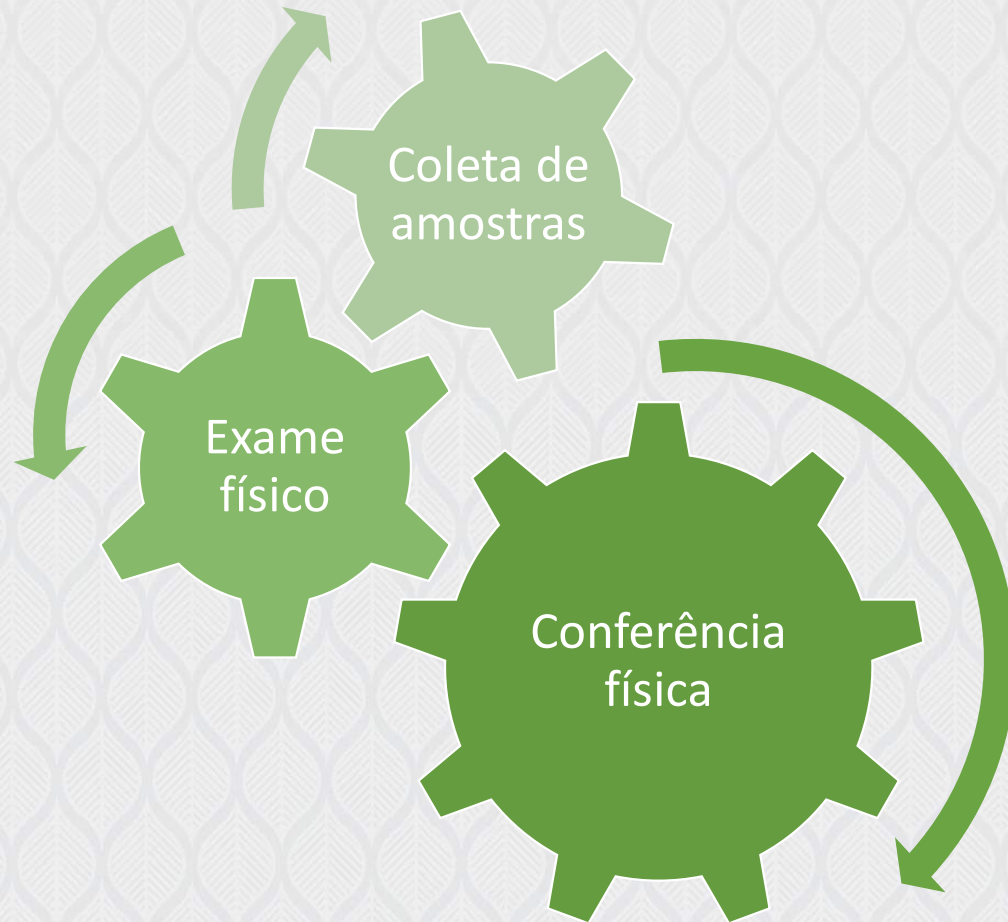 Coleta de
amostras
Exame
físico
Conferência
física